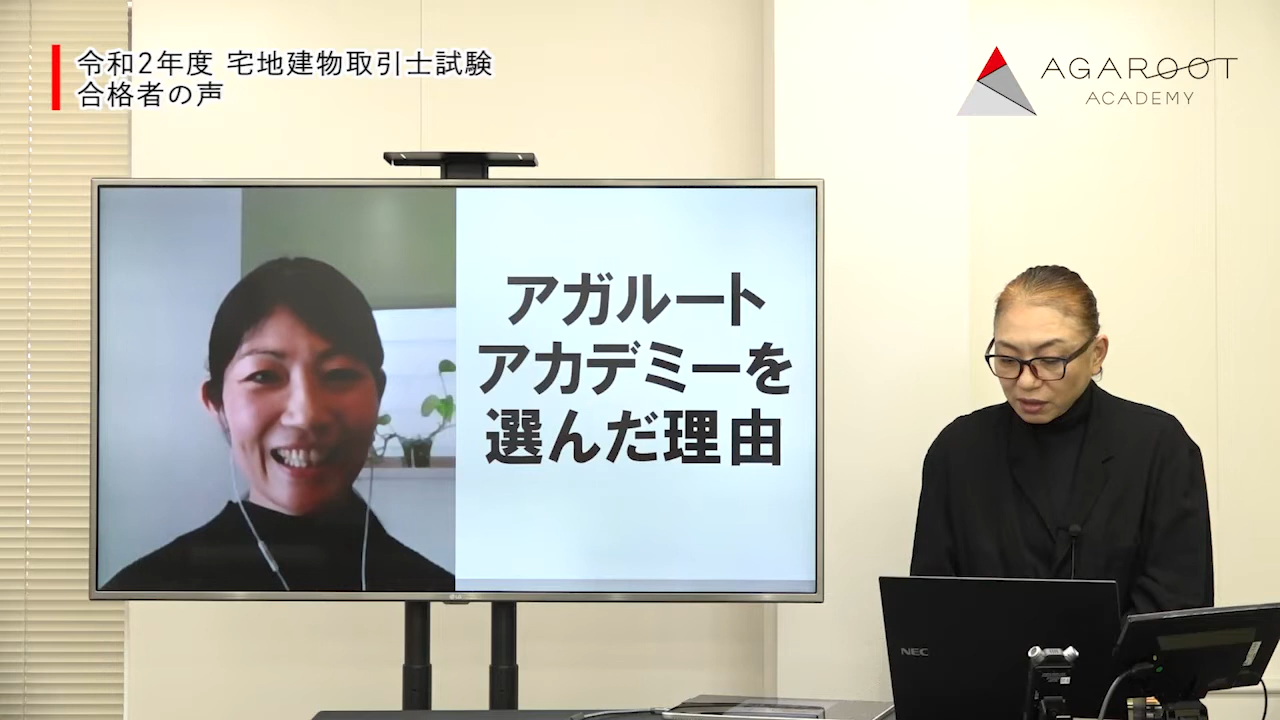 令和2年度 宅地建物取引士試験
合格者の声
AGAROOT
ACADEMY
アガルート
アカデミーを
選んだ理由
NEC